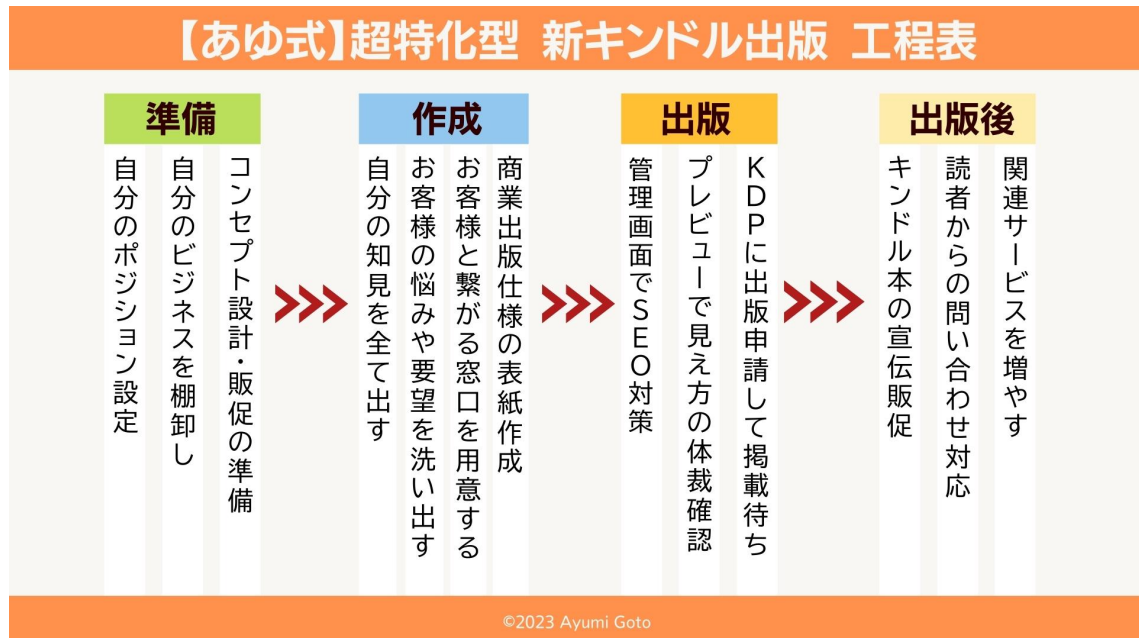 【あゆ式】超特化型 新キンドル出版 工程表
準備
自分のポジション設定
自分のビジネスを棚卸し
コンセプト設計・販促の準備
作成
自分の知見を全て出す
お客様の悩みや要望を洗い出す
お客様と繋がる窓口を用意する
商業出版仕様の表紙作成
出版
管理画面でSEO対策
プレビューで見え方の体裁確認
KDPに出版申請して掲載待ち
出版後
キンドル本の宣伝販促
読者からの問い合わせ対応
関連サービスを増やす
©2023 Ayumi Goto